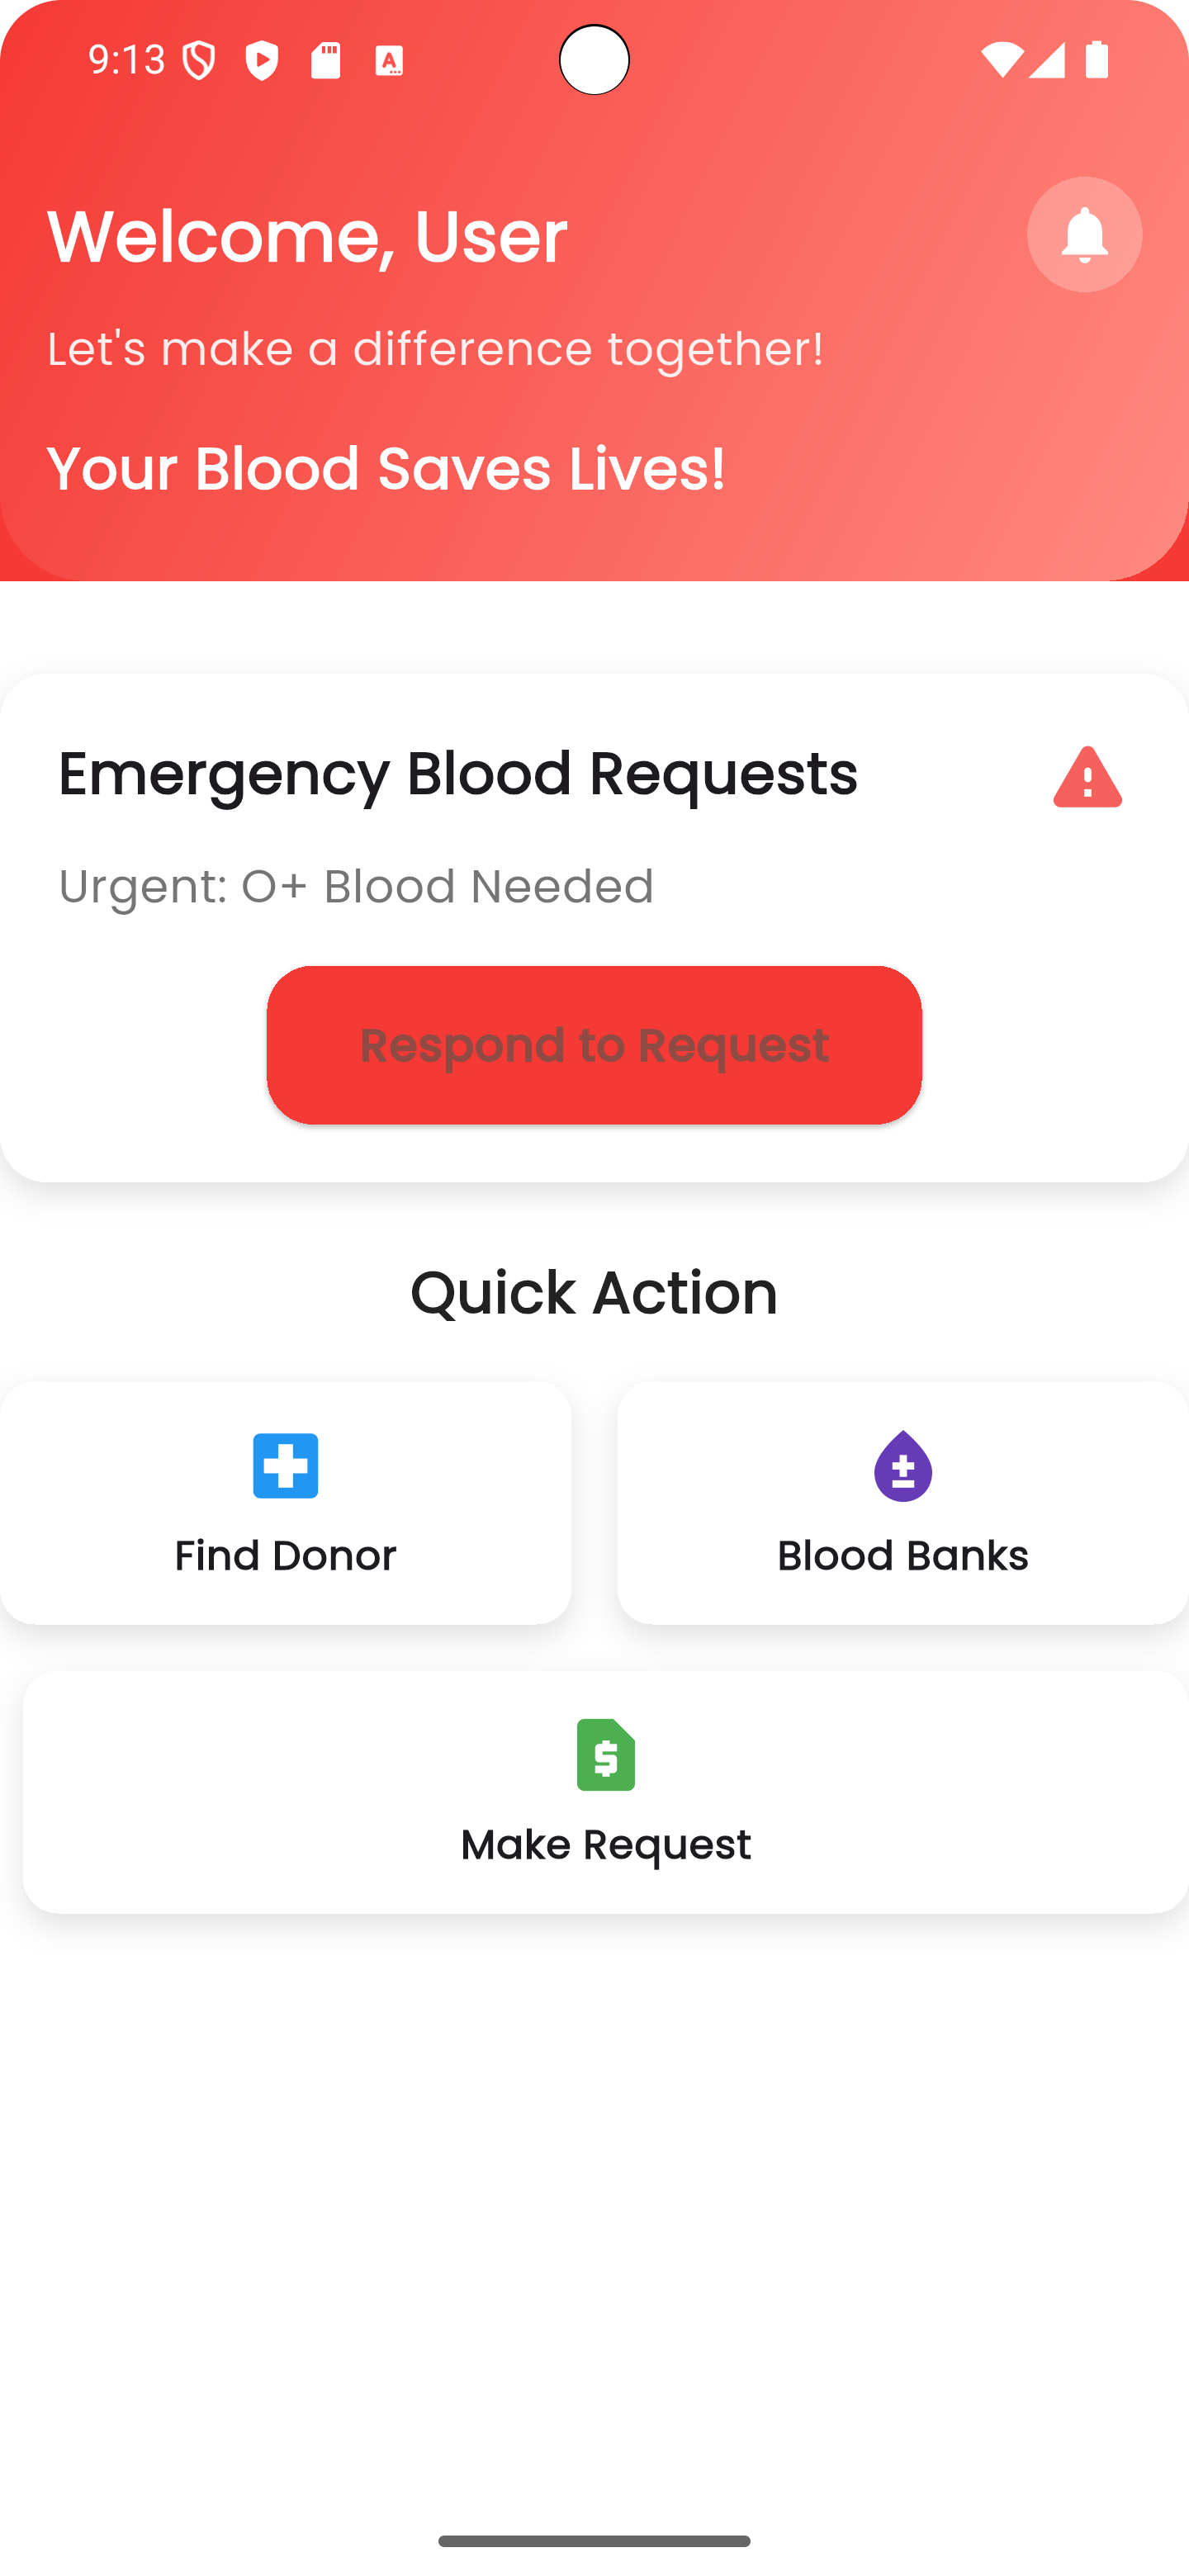 9:13
Welcome, User
Let's make a difference together!
Your Blood Saves Lives!
Emergency Blood Requests
Urgent: O+ Blood Needed
Respond to Request
Quick Action
Find Donor
Blood Banks
Make Request